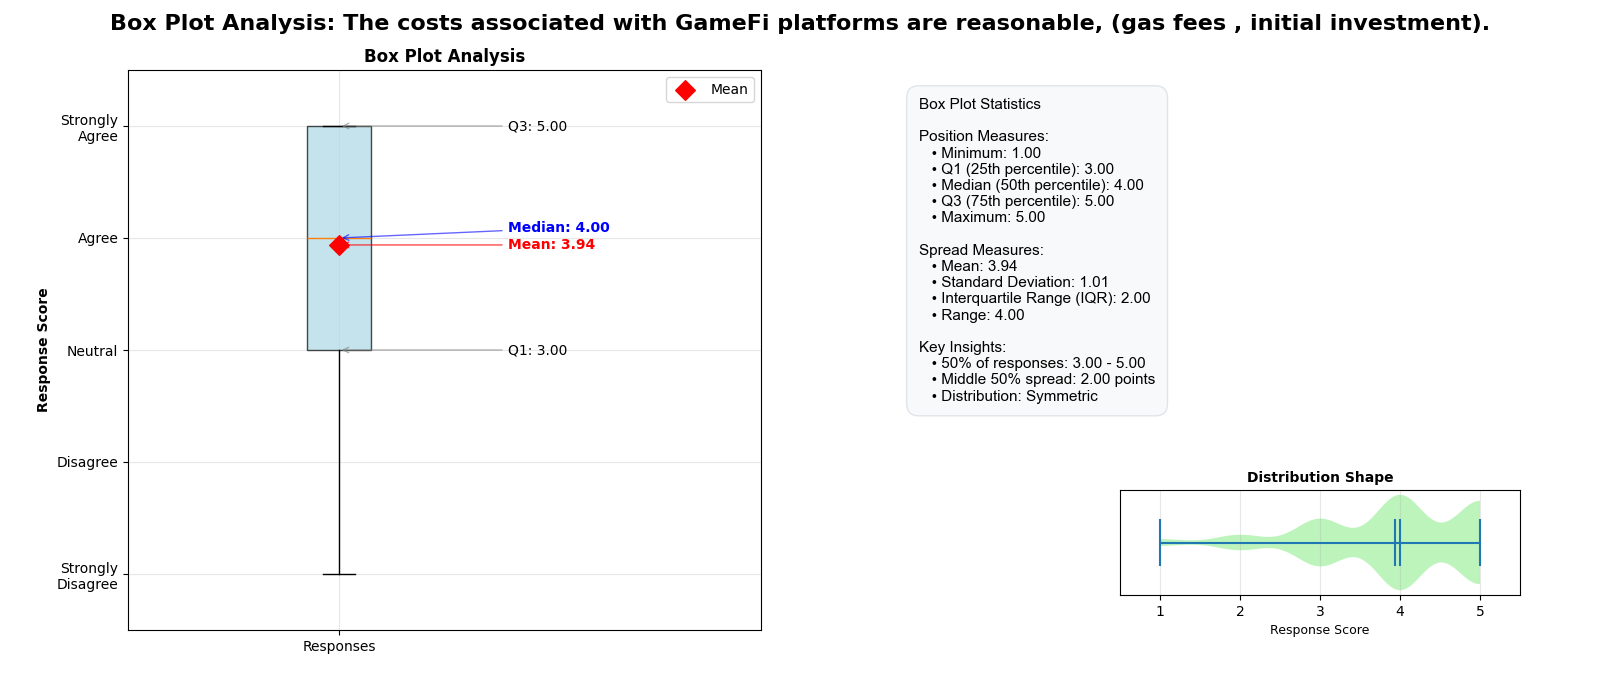 Box Plot Analysis: The costs associated with GameFi platforms are reasonable, (gas fees , initial investment).
Box Plot Analysis
Mean
Strongly
Agree
Agree
Neutral
Disagree
Strongly
Disagree
Response Score
Responses
Q3: 5.00
Median: 4.00
Mean: 3.94
Q1: 3.00
Box Plot Statistics
Position Measures:
• Minimum: 1.00
• Q1 (25th percentile): 3.00
• Median (50th percentile): 4.00
• Q3 (75th percentile): 5.00
• Maximum: 5.00
Spread Measures:
• Mean: 3.94
• Standard Deviation: 1.01
• Interquartile Range (IQR): 2.00
• Range: 4.00
Key Insights:
• 50% of responses: 3.00 - 5.00
• Middle 50% spread: 2.00 points
• Distribution: Symmetric
Distribution Shape
1 2 3 4 5
Response Score